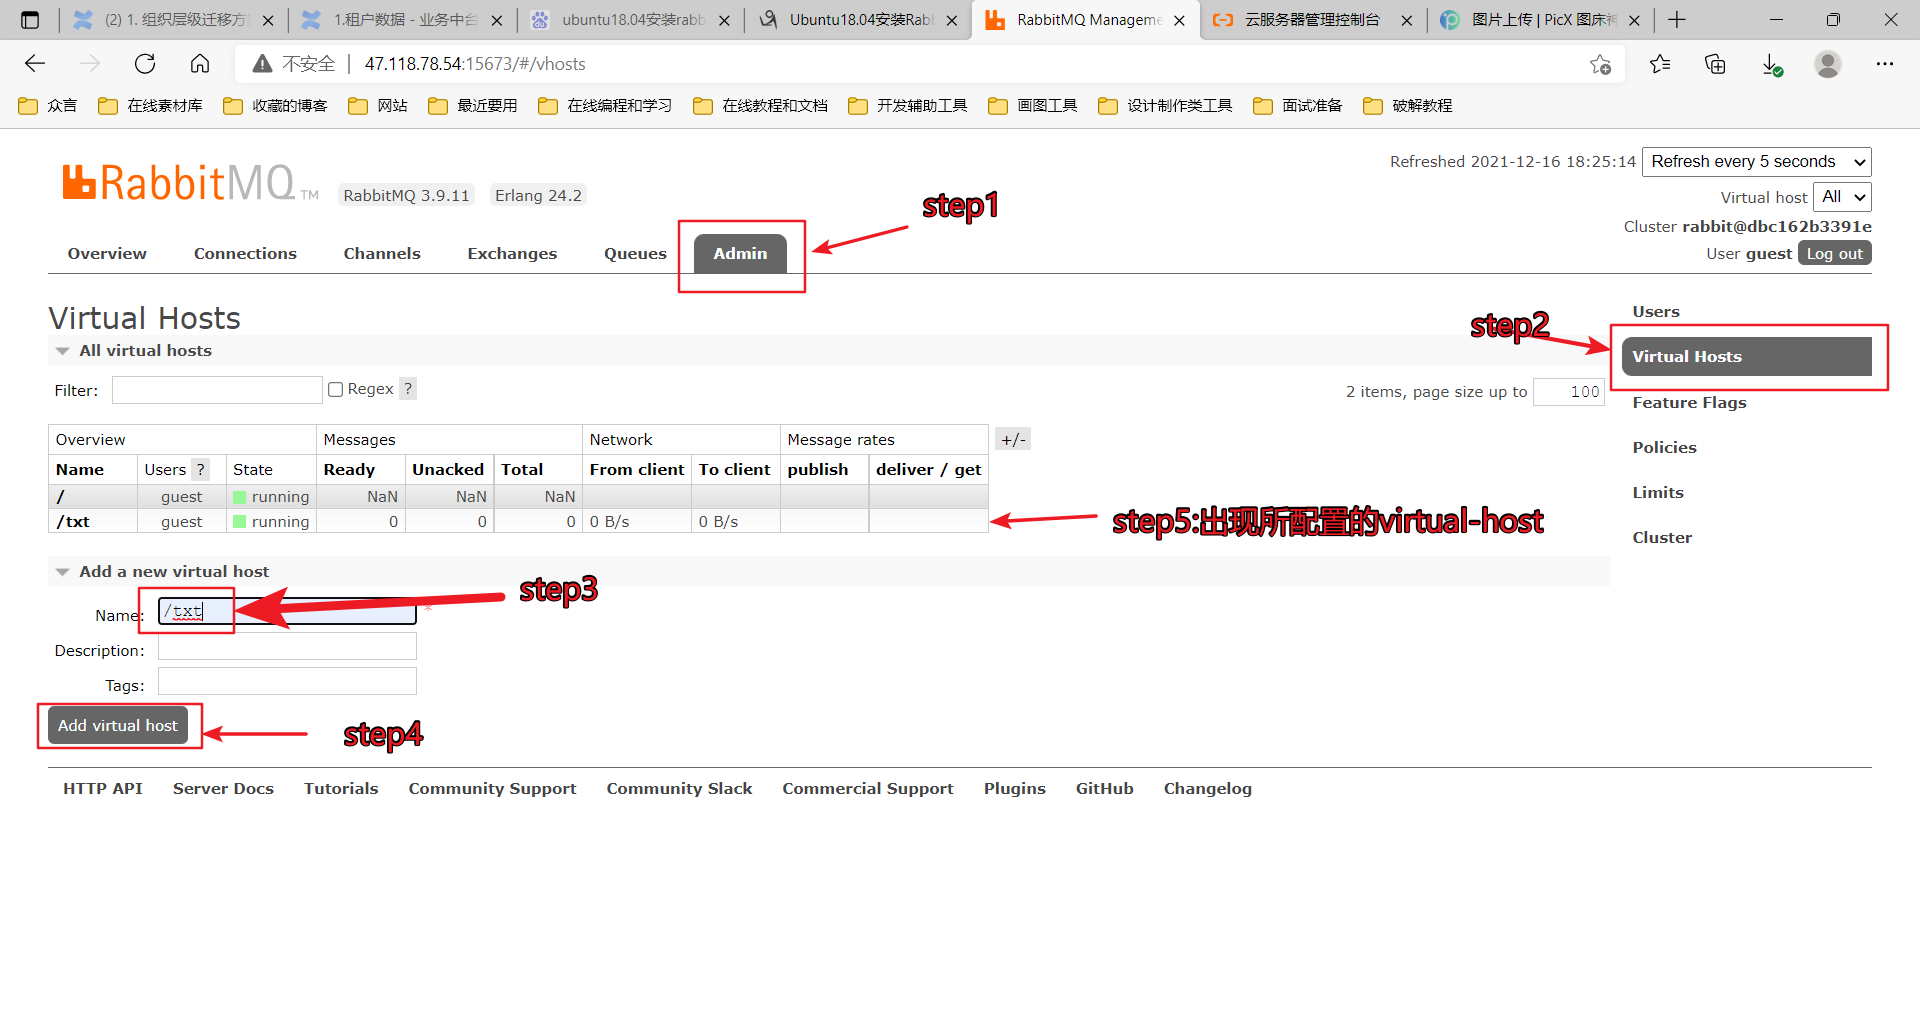 (2) 1. 组织层级迁移方
1.租户数据 - 业务中台
ubuntu18.04安装rabb
Ubuntu18.04安装Rab
RabbitMQ Manageme
云服务器管理控制台
图片上传 | PicX 图床神
不安全 | 47.118.78.54:15673/#/vhosts
众言 在线素材库 收藏的博客 网站 最近要用 在线编程和学习 在线教程和文档 开发辅助工具 画图工具 设计制作类工具 面试准备 破解教程
RabbitMQ TM RabbitMQ 3.9.11 Erlang 24.2
Refreshed 2021-12-16 18:25:14 Refresh every 5 seconds
Virtual host All
Cluster rabbit@dbc162b3391e
User guest Log out
step1
Overview Connections Channels Exchanges Queues Admin
Virtual Hosts
All virtual hosts
Filter: Regex ?
2 items, page size up to 100
step2
Users
Virtual Hosts
Feature Flags
Policies
Limits
Cluster
Overview Messages Network Message rates +/-
Name Users ? State Ready Unacked Total From client To client publish deliver / get
/ guest running NaN NaN NaN
/txt guest running 0 0 0 0 B/s 0 B/s
step5:出现所配置的virtual-host
Add a new virtual host
step3
Name: /txt *
Description:
Tags:
Add virtual host
step4
HTTP API Server Docs Tutorials Community Support Community Slack Commercial Support Plugins GitHub Changelog